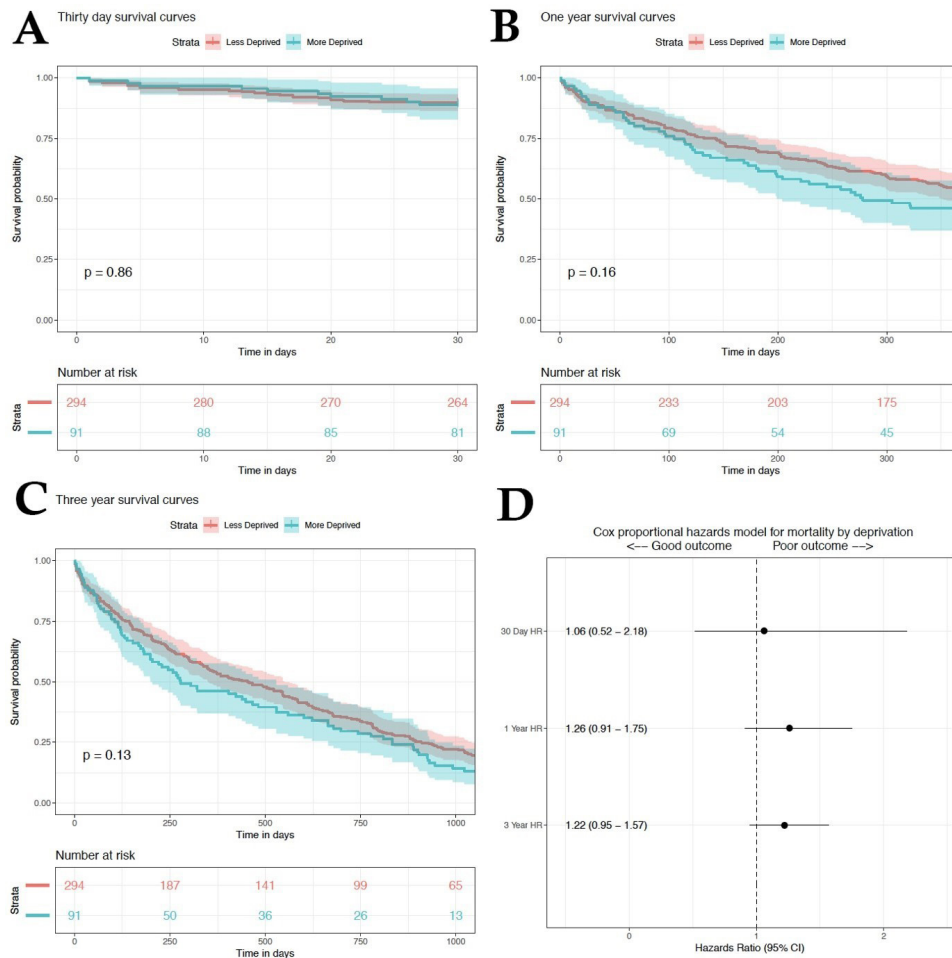 A
Thirty day survival curves
Strata Less Deprived More Deprived
1.00
0.75
0.50
0.25
0.00
Survival probability
p = 0.86
0 10 20 30
Time in days
Number at risk
Strata
294 280 270 264
91 88 85 81
0 10 20 30
Time in days
B
One year survival curves
Strata Less Deprived More Deprived
1.00
0.75
0.50
0.25
0.00
Survival probability
p = 0.16
0 100 200 300
Time in days
Number at risk
Strata
294 233 203 175
91 69 54 45
0 100 200 300
Time in days
C
Three year survival curves
Strata Less Deprived More Deprived
1.00
0.75
0.50
0.25
0.00
Survival probability
p = 0.13
0 250 500 750 1000
Time in days
Number at risk
Strata
294 187 141 99 65
91 50 36 26 13
0 250 500 750 1000
Time in days
D
Cox proportional hazards model for mortality by deprivation
<-- Good outcome Poor outcome -->
30 Day HR 1.06 (0.52 − 2.18)
1 Year HR 1.26 (0.91 − 1.75)
3 Year HR 1.22 (0.95 − 1.57)
0 1 2
Hazards Ratio (95% CI)